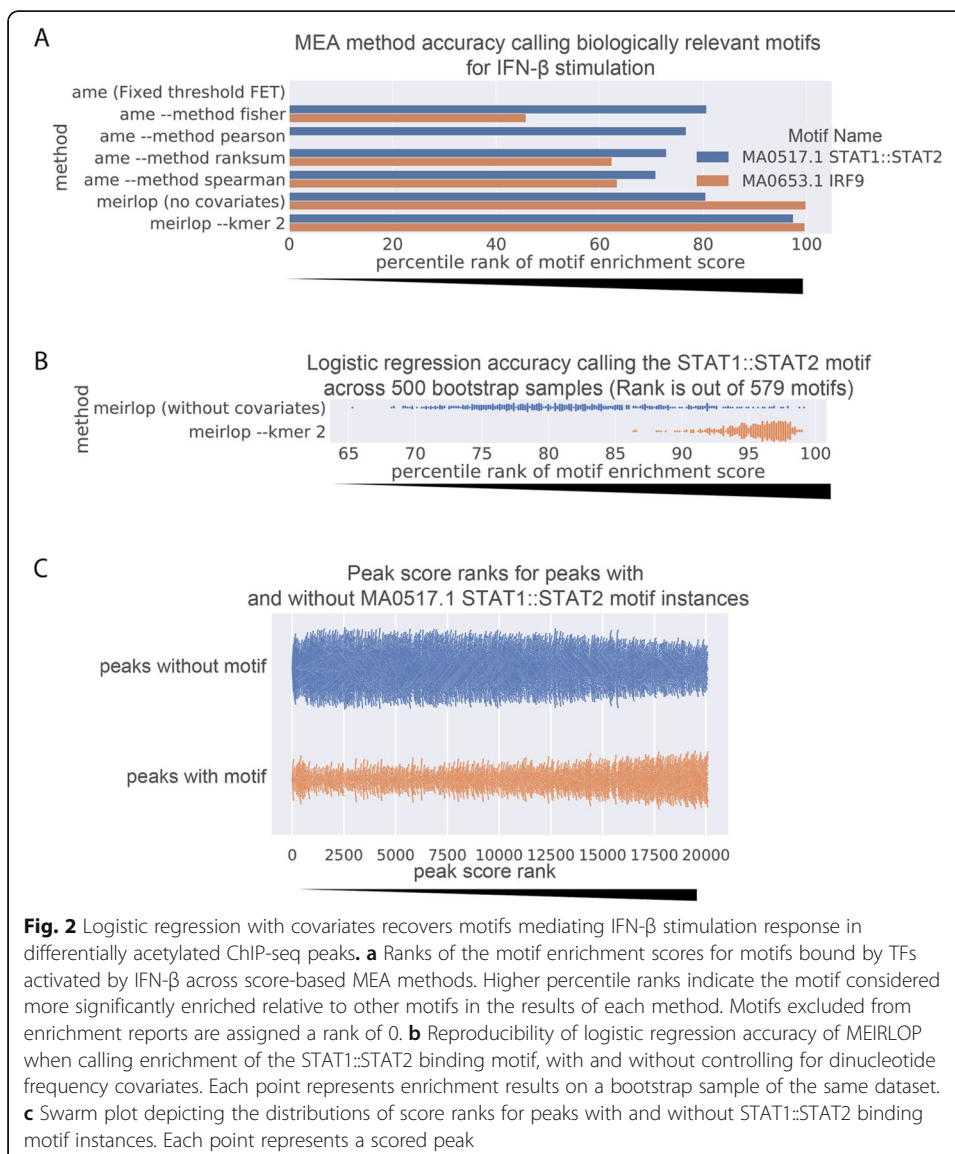 A
MEA method accuracy calling biologically relevant motifs
for IFN-β stimulation
method
ame (Fixed threshold FET)
ame --method fisher
ame --method pearson
ame --method ranksum
ame --method spearman
meirlop (no covariates)
meirlop --kmer 2
Motif Name
MA0517.1 STAT1::STAT2
MA0653.1 IRF9
0 20 40 60 80 100
percentile rank of motif enrichment score
B
Logistic regression accuracy calling the STAT1::STAT2 motif
across 500 bootstrap samples (Rank is out of 579 motifs)
method
meirlop (without covariates)
meirlop --kmer 2
65 70 75 80 85 90 95 100
percentile rank of motif enrichment score
C
Peak score ranks for peaks with
and without MA0517.1 STAT1::STAT2 motif instances
peaks without motif
peaks with motif
0 2500 5000 7500 10000 12500 15000 17500 20000
peak score rank
Fig. 2 Logistic regression with covariates recovers motifs mediating IFN-β stimulation response in
differentially acetylated ChIP-seq peaks. a Ranks of the motif enrichment scores for motifs bound by TFs
activated by IFN-β across score-based MEA methods. Higher percentile ranks indicate the motif considered
more significantly enriched relative to other motifs in the results of each method. Motifs excluded from
enrichment reports are assigned a rank of 0. b Reproducibility of logistic regression accuracy of MEIRLOP
when calling enrichment of the STAT1::STAT2 binding motif, with and without controlling for dinucleotide
frequency covariates. Each point represents enrichment results on a bootstrap sample of the same dataset.
c Swarm plot depicting the distributions of score ranks for peaks with and without STAT1::STAT2 binding
motif instances. Each point represents a scored peak